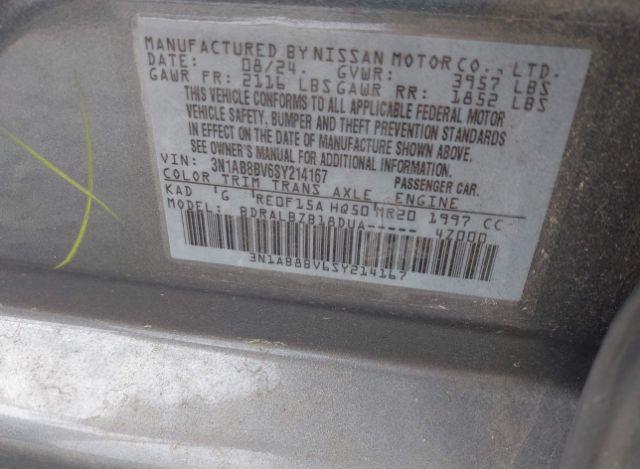 MANUFACTURED BY NISSAN MOTOR CO., LTD.
DATE: 08/24. GVWR: 3957 LBS
GAWR FR: 2116 LBS GAWR RR: 1852 LBS
THIS VEHICLE CONFORMS TO ALL APPLICABLE FEDERAL MOTOR
VEHICLE SAFETY, BUMPER AND THEFT PREVENTION STANDARDS
IN EFFECT ON THE DATE OF MANUFACTURE SHOWN ABOVE.
SEE OWNER'S MANUAL FOR ADDITIONAL INFORMATION.
VIN: 3N1AB8BV6SY214167 PASSENGER CAR.
COLOR TRIM TRANS AXLE, ENGINE
KAD G RE0F15A HQ50 MR20 1997 CC
MODEL: BDRALBZB18DUA----- 4Z000
3N1AB8BV6SY214167